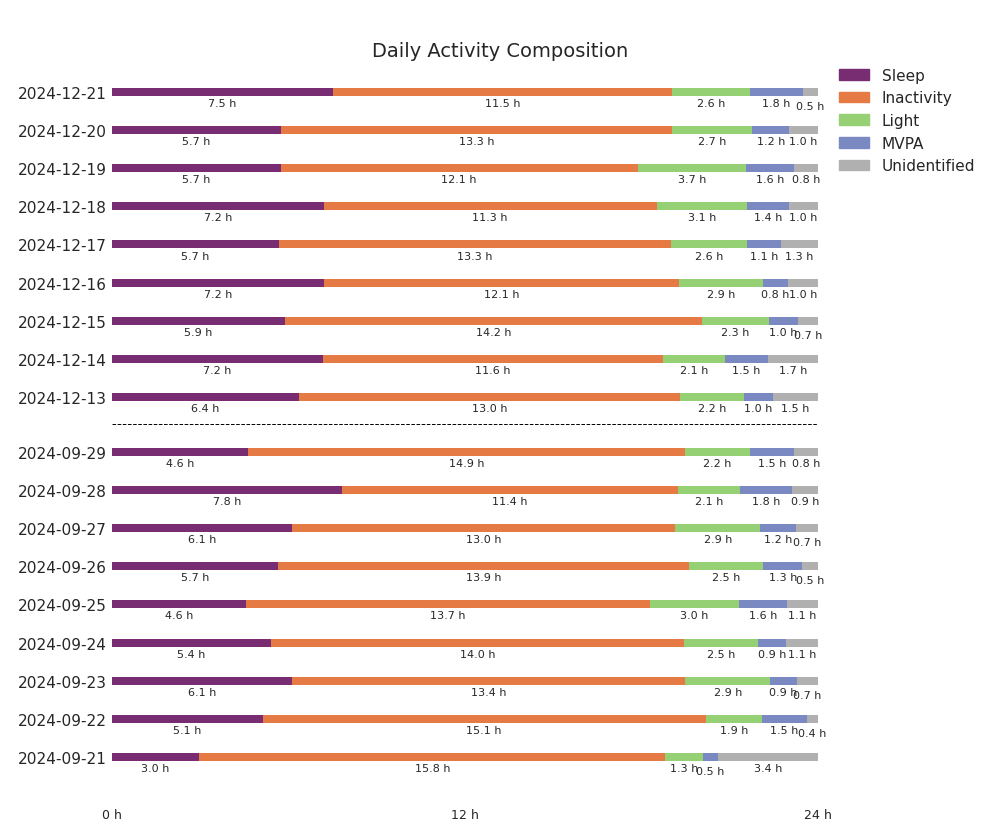 Daily Activity Composition
Sleep
Inactivity
Light
MVPA
Unidentified
2024-12-21
7.5 h 11.5 h 2.6 h 1.8 h 0.5 h
2024-12-20
5.7 h 13.3 h 2.7 h 1.2 h 1.0 h
2024-12-19
5.7 h 12.1 h 3.7 h 1.6 h 0.8 h
2024-12-18
7.2 h 11.3 h 3.1 h 1.4 h 1.0 h
2024-12-17
5.7 h 13.3 h 2.6 h 1.1 h 1.3 h
2024-12-16
7.2 h 12.1 h 2.9 h 0.8 h 1.0 h
2024-12-15
5.9 h 14.2 h 2.3 h 1.0 h 0.7 h
2024-12-14
7.2 h 11.6 h 2.1 h 1.5 h 1.7 h
2024-12-13
6.4 h 13.0 h 2.2 h 1.0 h 1.5 h
2024-09-29
4.6 h 14.9 h 2.2 h 1.5 h 0.8 h
2024-09-28
7.8 h 11.4 h 2.1 h 1.8 h 0.9 h
2024-09-27
6.1 h 13.0 h 2.9 h 1.2 h 0.7 h
2024-09-26
5.7 h 13.9 h 2.5 h 1.3 h 0.5 h
2024-09-25
4.6 h 13.7 h 3.0 h 1.6 h 1.1 h
2024-09-24
5.4 h 14.0 h 2.5 h 0.9 h 1.1 h
2024-09-23
6.1 h 13.4 h 2.9 h 0.9 h 0.7 h
2024-09-22
5.1 h 15.1 h 1.9 h 1.5 h 0.4 h
2024-09-21
3.0 h 15.8 h 1.3 h 0.5 h 3.4 h
0 h 12 h 24 h